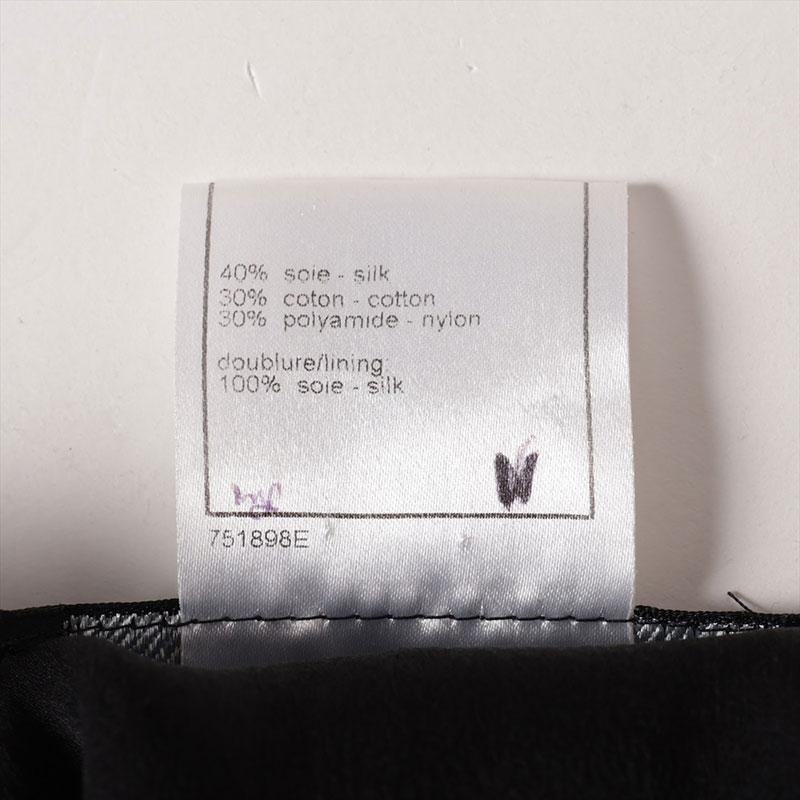 40% soie - silk
30% coton - cotton
30% polyamide - nylon
doublure/lining:
100% soie - silk
751898E